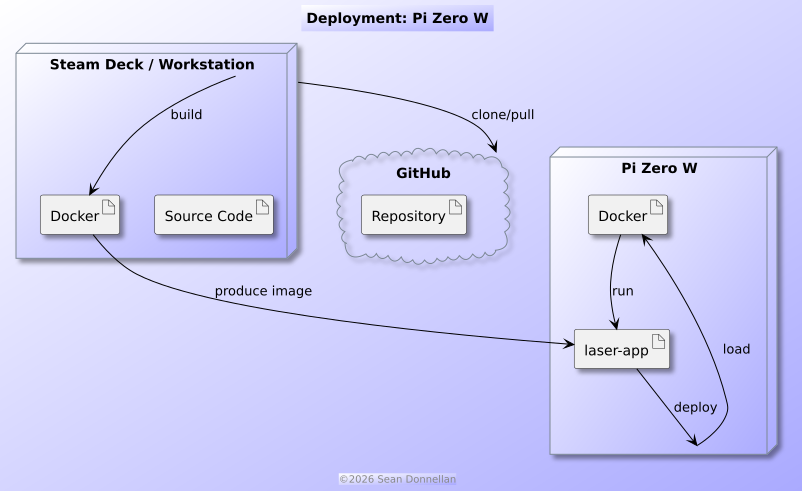 Deployment: Pi Zero W
Steam Deck / Workstation
build
clone/pull
Docker
Source Code
GitHub
Repository
Pi Zero W
Docker
produce image
run
laser-app
load
deploy
©2026 Sean Donnellan